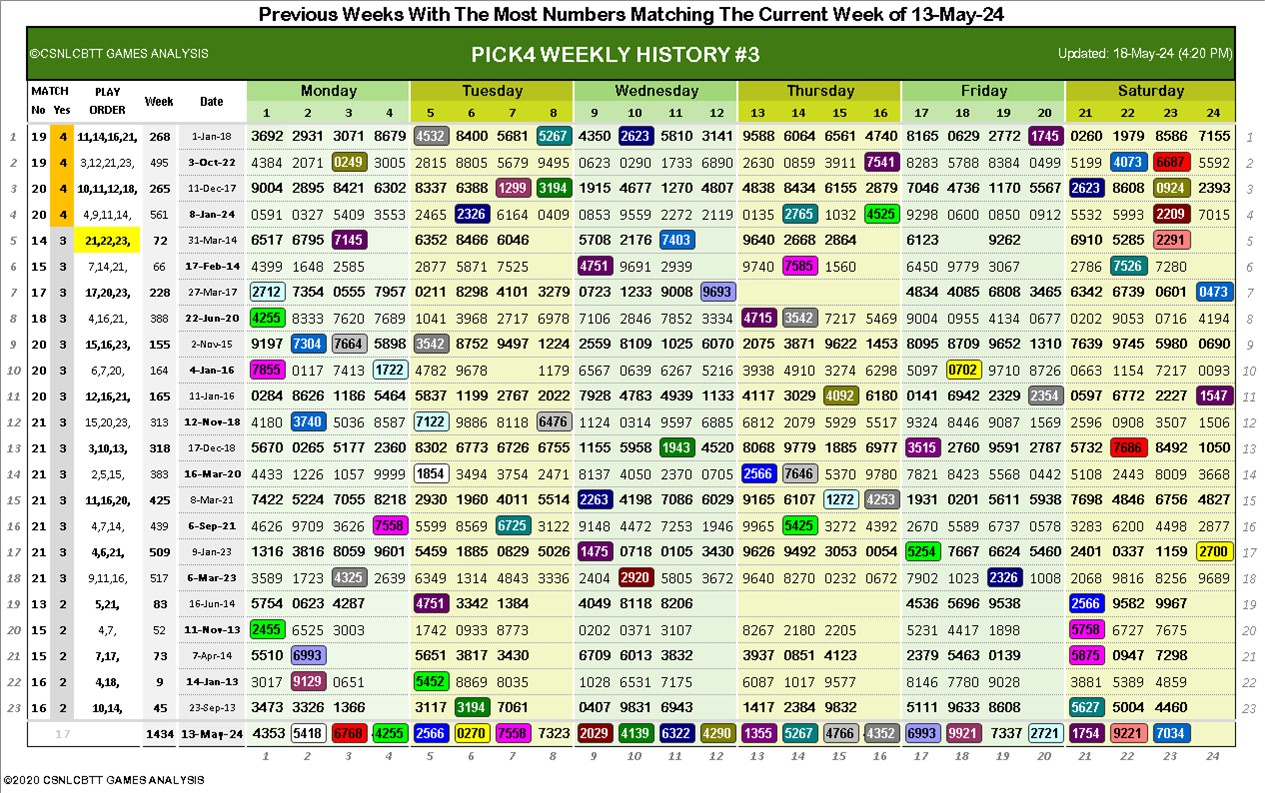 Previous Weeks With The Most Numbers Matching The Current Week of 13-May-24
©CSNLCBTT GAMES ANALYSIS PICK4 WEEKLY HISTORY #3 Updated: 18-May-24 (4:20 PM)
MATCH PLAY Week Date Monday Tuesday Wednesday Thursday Friday Saturday
No Yes ORDER 1 2 3 4 5 6 7 8 9 10 11 12 13 14 15 16 17 18 19 20 21 22 23 24
1 19 4 11,14,16,21, 268 1-Jan-18 3692 2931 3071 8679 4532 8400 5681 5267 4350 2623 5810 3141 9588 6064 6561 4740 8165 0629 2772 1745 0260 1979 8586 7155 1
2 19 4 3,12,21,23, 495 3-Oct-22 4384 2071 0249 3005 2815 8805 5679 9495 0623 0290 1733 6890 2630 0859 3911 7541 8283 5788 8384 0499 5199 4073 6687 5592 2
3 20 4 10,11,12,18, 265 11-Dec-17 9004 2895 8421 6302 8337 6388 1299 3194 1915 4677 1270 4807 4838 8434 6155 2879 7046 4736 1170 5567 2623 8608 0924 2393 3
4 20 4 4,9,11,14, 561 8-Jan-24 0591 0327 5409 3553 2465 2326 6164 0409 0853 9559 2272 2119 0135 2765 1032 4525 9298 0600 0850 0912 5532 5993 2209 7015 4
5 14 3 21,22,23, 72 31-Mar-14 6517 6795 7145 6352 8466 6046 5708 2176 7403 9640 2668 2864 6123 9262 6910 5285 2291 5
6 15 3 7,14,21, 66 17-Feb-14 4399 1648 2585 2877 5871 7525 4751 9691 2939 9740 7585 1560 6450 9779 3067 2786 7526 7280 6
7 17 3 17,20,23, 228 27-Mar-17 2712 7354 0555 7957 0211 8298 4101 3279 0723 1233 9008 9693 4834 4085 6808 3465 6342 6739 0601 0473 7
8 18 3 4,16,21, 388 22-Jun-20 4255 8333 7620 7689 1041 3968 2717 6978 7106 2846 7852 3334 4715 3542 7217 5469 9004 0955 4134 0677 0202 9053 0716 4194 8
9 20 3 15,16,23, 155 2-Nov-15 9197 7304 7664 5898 3542 8752 9497 1224 2559 8109 1025 6070 2075 3871 9622 1453 8095 8709 9652 1310 7639 9745 5980 0690 9
10 20 3 6,7,20, 164 4-Jan-16 7855 0117 7413 1722 4782 9678 1179 6567 0639 6267 5216 3938 4910 3274 6298 5097 0702 9710 8726 0663 1154 7217 0093 10
11 20 3 12,16,21, 165 11-Jan-16 0284 8626 1186 5464 5837 1199 2767 2022 7928 4783 4939 1133 4117 3029 4092 6180 0141 6942 2329 2354 0597 6772 2227 1547 11
12 21 3 15,20,23, 313 12-Nov-18 4180 3740 5036 8587 7122 9886 8118 6476 1124 0314 9597 6885 6812 2079 5929 5517 9324 8446 9087 1569 2596 0908 3507 1506 12
13 21 3 3,10,13, 318 17-Dec-18 5670 0265 5177 2360 8302 6773 8726 6755 1155 5958 1943 4520 8068 9779 1885 6977 3515 2760 9591 2787 5732 7686 8492 1050 13
14 21 3 2,5,15, 383 16-Mar-20 4433 1226 1057 9999 1854 3494 3754 2471 8137 4050 2370 0705 2566 7646 5370 9780 7821 8423 5568 0442 5108 2443 8009 3668 14
15 21 3 11,16,20, 425 8-Mar-21 7422 5224 7055 8218 2930 1960 4011 5514 2263 4198 7086 6029 9165 6107 1272 4253 1931 0201 5611 5938 7698 4846 6756 4827 15
16 21 3 4,7,14, 439 6-Sep-21 4626 9709 3626 7558 5599 8569 6725 3122 9148 4472 7253 1946 9965 5425 3272 4392 2670 5589 6737 0578 3288 6200 4498 2877 16
17 21 3 4,6,21, 509 9-Jan-23 1316 3816 8059 9601 5459 1885 0829 5026 1475 0718 0105 3430 9626 9492 3053 0054 5254 7667 6624 5460 2401 0337 1159 2700 17
18 21 3 9,11,16, 517 6-Mar-23 3589 1723 4325 2639 6349 1314 4843 3336 2404 2920 5805 3672 9640 8270 0232 0672 7902 1023 2326 1008 2068 9816 8256 9689 18
19 13 2 5,21, 83 16-Jun-14 5754 0623 4287 4751 3342 1384 4049 8118 8206 4536 5696 9538 2566 9582 9967 19
20 15 2 4,7, 52 11-Nov-13 2455 6525 3003 1742 0933 8773 0202 0371 3107 8267 2180 2205 5231 4417 1898 5758 6727 7675 20
21 15 2 7,17, 73 7-Apr-14 5510 6993 5651 3817 3430 6709 6013 3832 3937 0851 4123 2379 5463 0139 5875 0947 7298 21
22 16 2 4,18, 9 14-Jan-13 3017 9129 0651 5452 8869 8035 1028 6531 7175 6087 1017 9577 8146 7780 9028 3881 5389 4859 22
23 16 2 10,14, 45 23-Sep-13 3473 3326 1366 3117 3194 7061 0407 9831 6943 1417 2384 9832 5111 9633 8608 5627 5004 4460 23
17 1434 13-May-24 4353 5418 6768 4255 2566 0270 7558 7323 2029 4139 6322 4290 1355 5267 4766 4352 6993 9921 7337 2721 1754 9221 7034
1 2 3 4 5 6 7 8 9 10 11 12 13 14 15 16 17 18 19 20 21 22 23 24
©2020 CSNLCBTT GAMES ANALYSIS